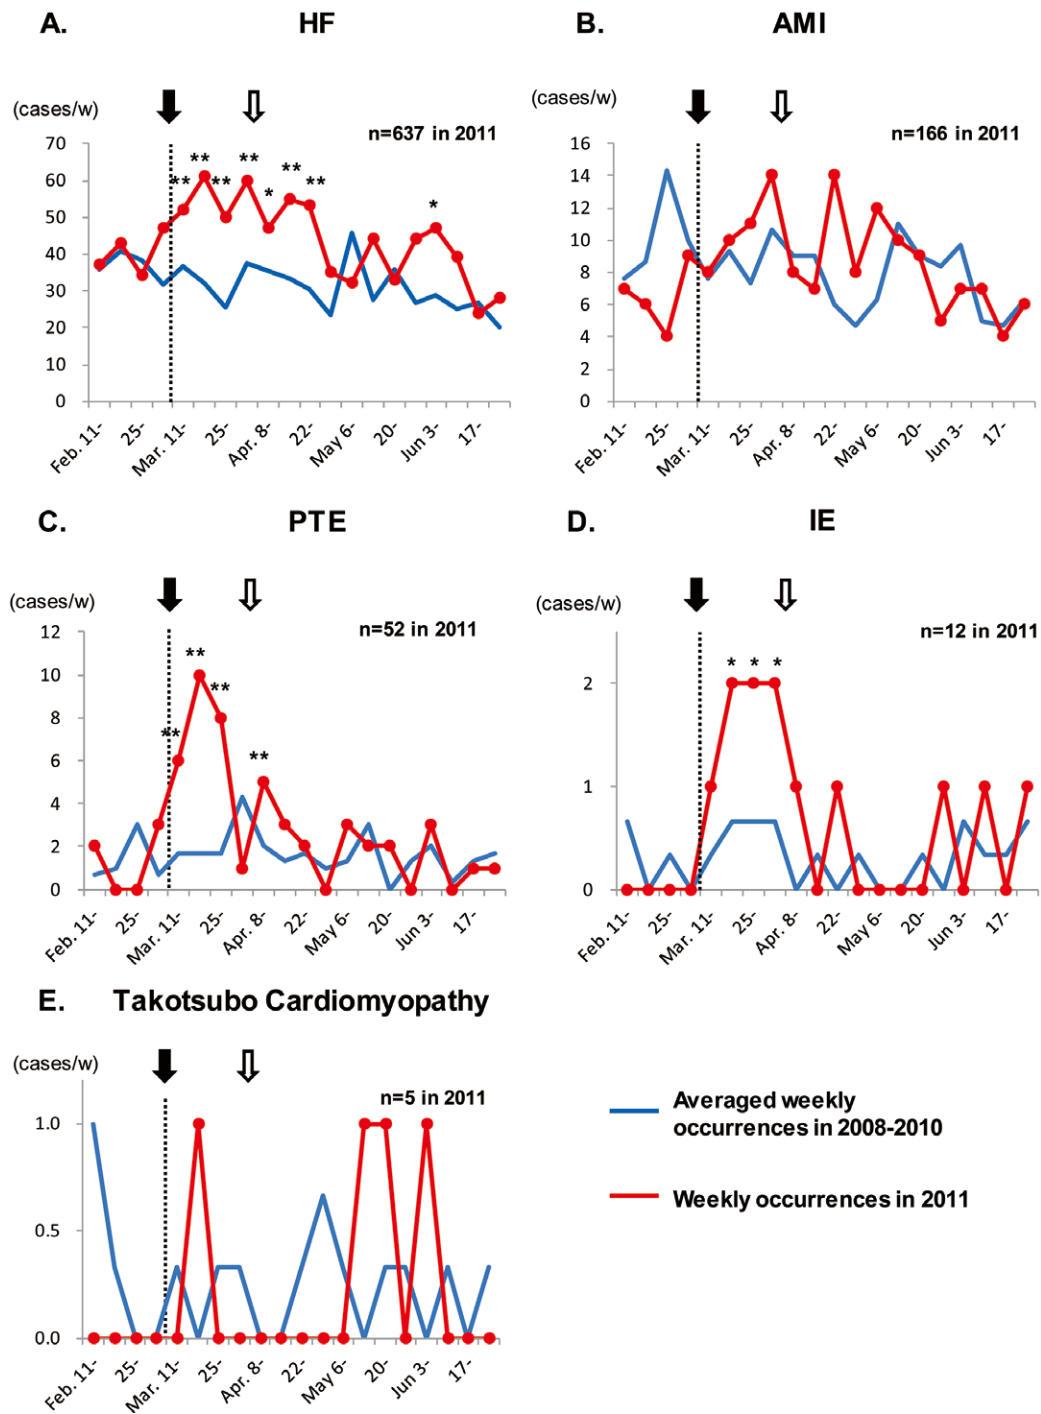 A. HF
(cases/w)
n=637 in 2011
70
60
50
40
30
20
10
0
** ** ** ** * ** ** *
Feb. 11- 25- Mar. 11- 25- Apr. 8- 22- May 6- 20- Jun 3- 17-
B. AMI
(cases/w)
n=166 in 2011
16
14
12
10
8
6
4
2
0
Feb. 11- 25- Mar. 11- 25- Apr. 8- 22- May 6- 20- Jun 3- 17-
C. PTE
(cases/w)
n=52 in 2011
12
10
8
6
4
2
0
** ** ** **
Feb. 11- 25- Mar. 11- 25- Apr. 8- 22- May 6- 20- Jun 3- 17-
D. IE
(cases/w)
n=12 in 2011
2
1
0
* * *
Feb. 11- 25- Mar. 11- 25- Apr. 8- 22- May 6- 20- Jun 3- 17-
E. Takotsubo Cardiomyopathy
(cases/w)
n=5 in 2011
1.0
0.5
0.0
Feb. 11- 25- Mar. 11- 25- Apr. 8- 22- May 6- 20- Jun 3- 17-
Averaged weekly
occurrences in 2008-2010
Weekly occurrences in 2011